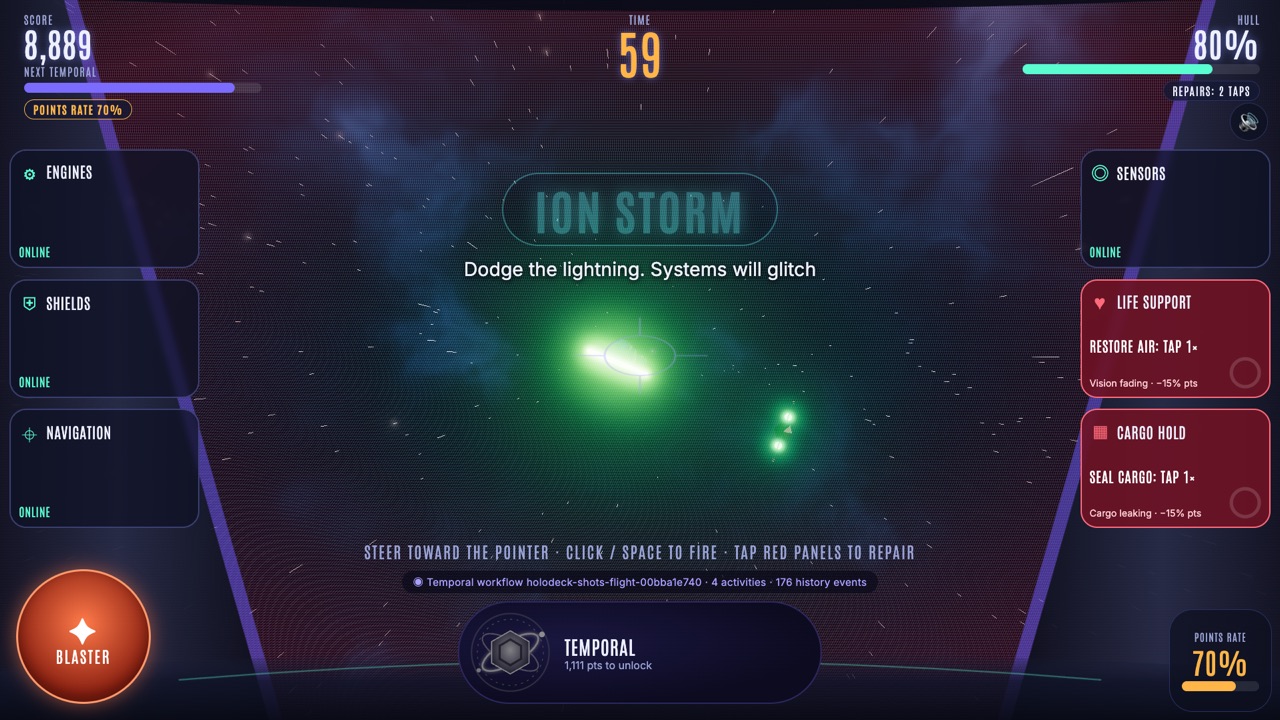 SCORE
8,889
NEXT TEMPORAL
POINTS RATE 70%
TIME
59
HULL
80%
REPAIRS: 2 TAPS
ENGINES
ONLINE
SHIELDS
ONLINE
NAVIGATION
ONLINE
ION STORM
Dodge the lightning. Systems will glitch
SENSORS
ONLINE
LIFE SUPPORT
RESTORE AIR: TAP 1×
Vision fading · −15% pts
CARGO HOLD
SEAL CARGO: TAP 1×
Cargo leaking · −15% pts
STEER TOWARD THE POINTER · CLICK / SPACE TO FIRE · TAP RED PANELS TO REPAIR
Temporal workflow holodeck-shots-flight-00bba1e740 · 4 activities · 176 history events
BLASTER
TEMPORAL
1,111 pts to unlock
POINTS RATE
70%